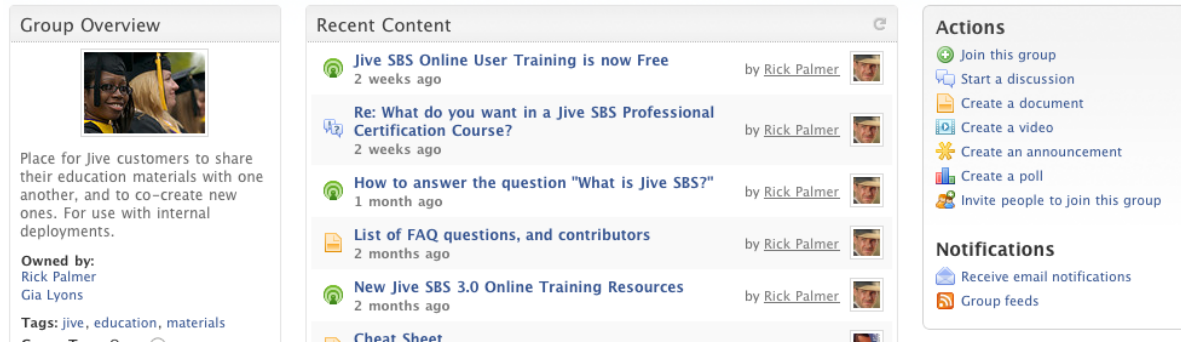 Group Overview
Place for Jive customers to share
their education materials with one
another, and to co-create new
ones. For use with internal
deployments.
Owned by:
Rick Palmer
Gia Lyons
Tags: jive, education, materials
Recent Content
Jive SBS Online User Training is now Free
2 weeks ago
by Rick Palmer
Re: What do you want in a Jive SBS Professional
Certification Course?
2 weeks ago
by Rick Palmer
How to answer the question "What is Jive SBS?"
1 month ago
by Rick Palmer
List of FAQ questions, and contributors
2 months ago
by Rick Palmer
New Jive SBS 3.0 Online Training Resources
2 months ago
by Rick Palmer
Cheat Sheet
Actions
Join this group
Start a discussion
Create a document
Create a video
Create an announcement
Create a poll
Invite people to join this group
Notifications
Receive email notifications
Group feeds